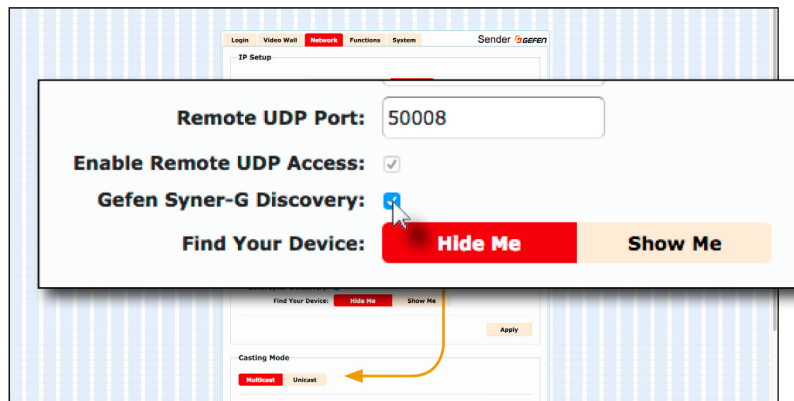 Login Video Wall Network Functions System Sender GEFEN
IP Setup
Remote UDP Port: 50008
Enable Remote UDP Access:
Gefen Syner-G Discovery:
Find Your Device: Hide Me Show Me
Find Your Device: Hide Me Show Me
Apply
Casting Mode
Multicast Unicast